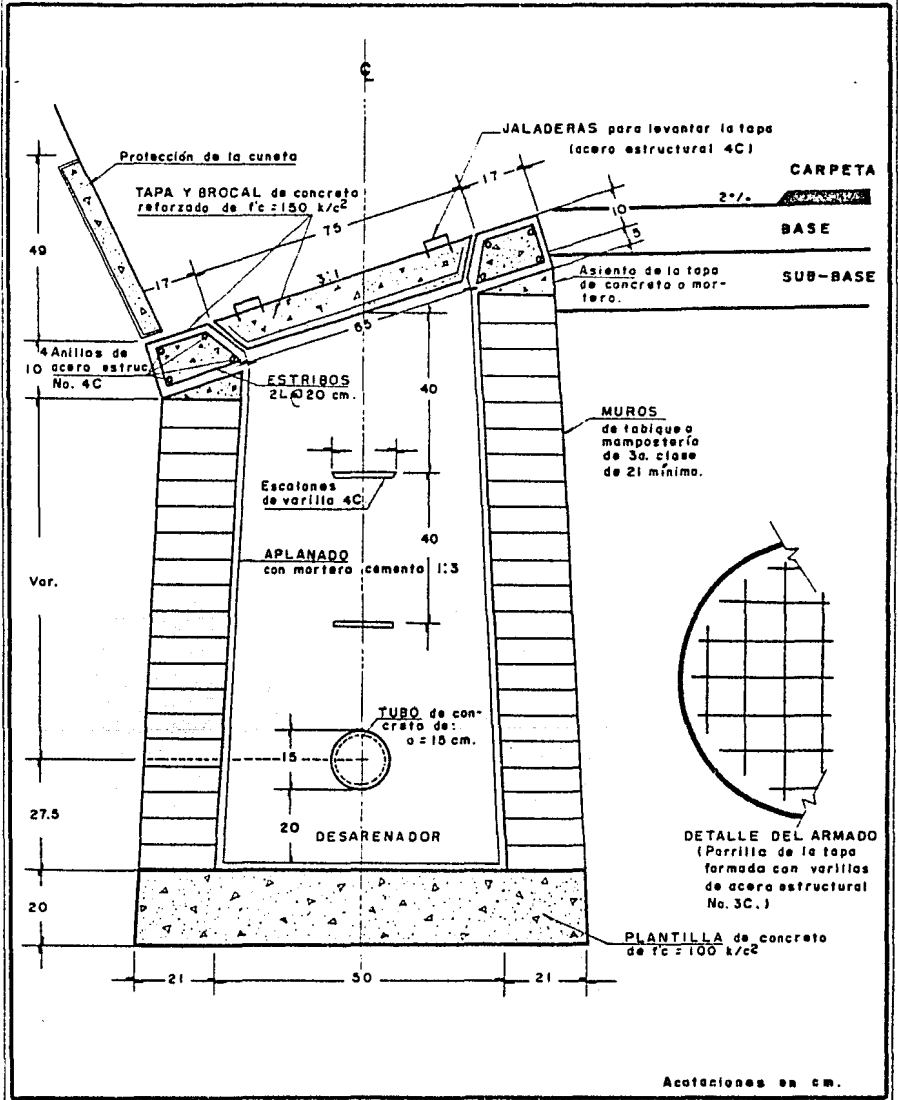 ℄
JALADERAS para levantar la tapa
(acero estructural 4C)
Protección de la cuneta
CARPETA
TAPA Y BROCAL de concreto
reforzado de f'c = 150 k/c²
17
2%
10
75
BASE
5
49
17
3:1
Asiento de la tapa
de concreto o mor-
tero.
SUB-BASE
65
4
10
Anillos de
acero estruc.
No. 4C
ESTRIBOS
2L @ 20 cm.
40
MUROS
de tabique o
mampostería
de 3a. clase
de 21 mínimo.
Escalones
de varilla 4C
40
APLANADO
con mortero cemento 1:3
Var.
TUBO de con-
creto de:
ø = 15 cm.
15
27.5
20
DESARENADOR
DETALLE DEL ARMADO
(Parrilla de la tapa
formada con varillas
de acero estructural
No. 3C.)
20
PLANTILLA de concreto
de f'c = 100 k/c²
21
50
21
Acotaciones en cm.